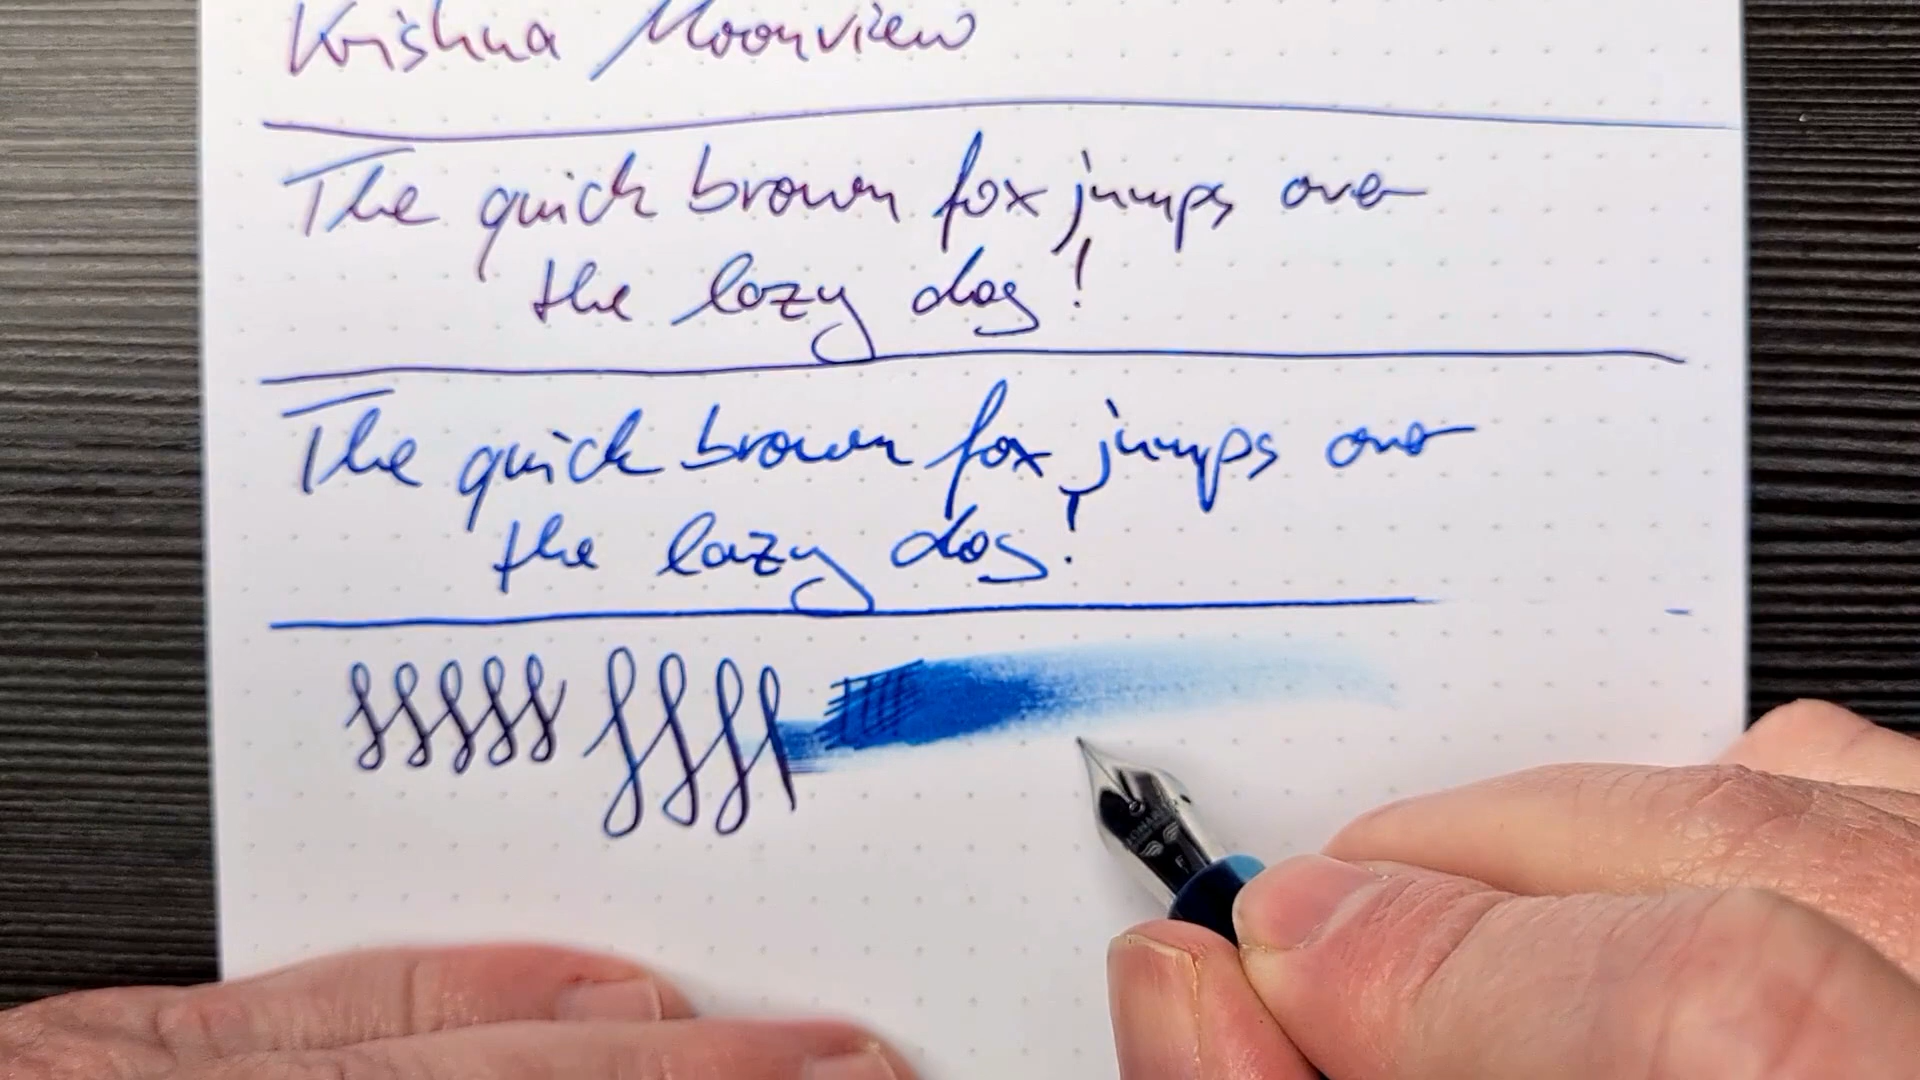 Krishna Moonview
The quick brown fox jumps over
the lazy dog!
The quick brown fox jumps over
the lazy dog!
F